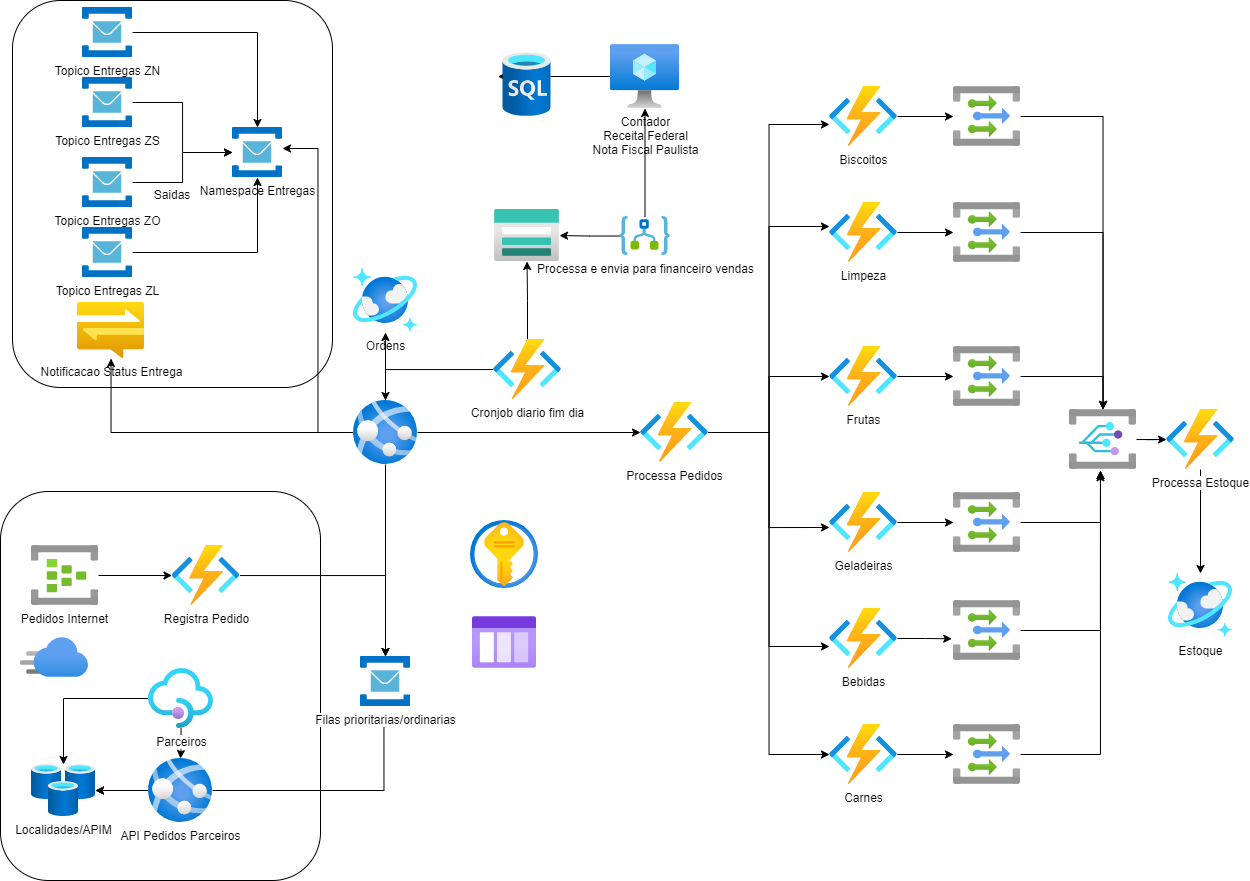 Topico Entregas ZN
Topico Entregas ZS
Saidas
Namespace Entregas
Topico Entregas ZO
Topico Entregas ZL
Notificacao Status Entrega
SQL
Contador
Receita Federal
Nota Fiscal Paulista
Processa e envia para financeiro vendas
Ordens
Cronjob diario fim dia
Processa Pedidos
Biscoitos
Limpeza
Frutas
Geladeiras
Bebidas
Carnes
Processa Estoque
Estoque
Pedidos Internet
Registra Pedido
Filas prioritarias/ordinarias
Parceiros
Localidades/APIM
API Pedidos Parceiros